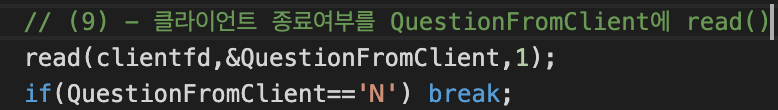 // (9) - 클라이언트 종료여부를 QuestionFromClient에 read()
read(clientfd,&QuestionFromClient,1);
if(QuestionFromClient=='N') break;